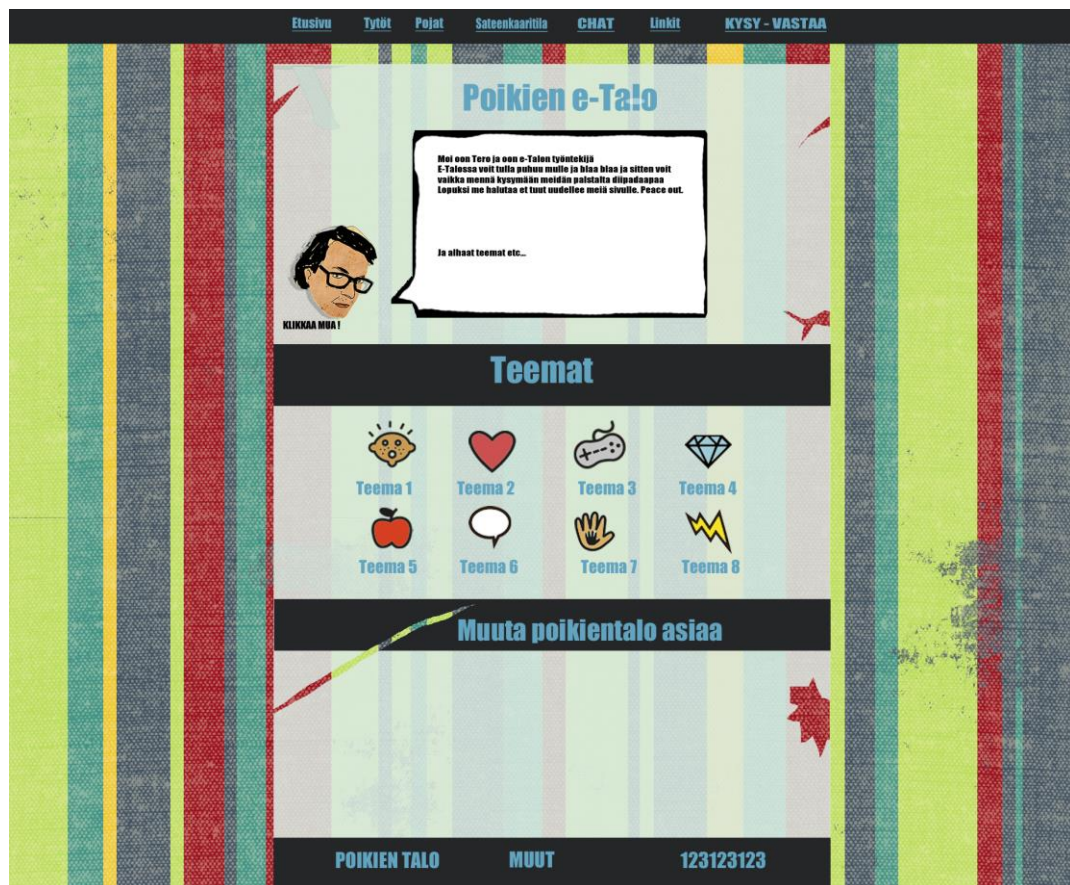 Etusivu Tytöt Pojat Sateenkaaritila CHAT Linkit KYSY - VASTAA
Poikien e-Talo
Moi oon Tero ja oon e-Talon työntekijä
E-Talossa voit tulla puhuu mulle ja blaa blaa ja sitten voit
vaikka mennä kysymään meidän palstalta diipadaapaa
Lopuksi me halutaa et tuut uudellee meiä sivulle. Peace out.
Ja alhaat teemat etc...
KLIKKAA MUA !
Teemat
Teema 1 Teema 2 Teema 3 Teema 4
Teema 5 Teema 6 Teema 7 Teema 8
Muuta poikientalo asiaa
POIKIEN TALO MUUT 123123123